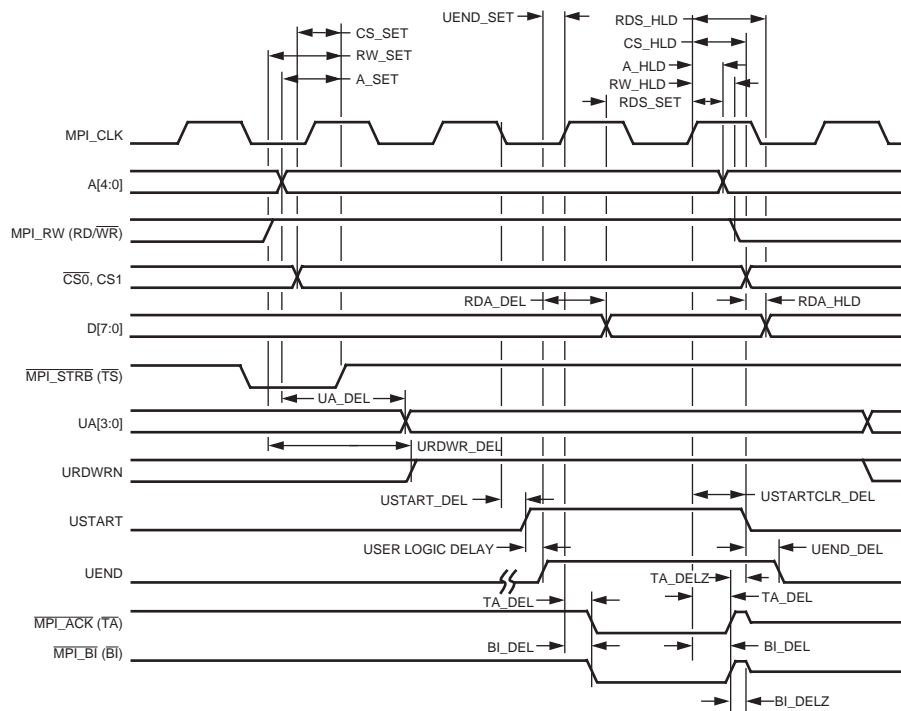 UEND_SET
RDS_HLD
CS_SET
CS_HLD
RW_SET
A_HLD
A_SET
RW_HLD
RDS_SET
MPI_CLK
A[4:0]
MPI_RW (RD/WR)
CS0, CS1
RDA_DEL
RDA_HLD
D[7:0]
MPI_STRB (TS)
UA_DEL
UA[3:0]
URDWR_DEL
URDWRN
USTART_DEL
USTARTCLR_DEL
USTART
USER LOGIC DELAY
UEND_DEL
UEND
TA_DELZ
TA_DEL
TA_DEL
MPI_ACK (TA)
BI_DEL
BI_DEL
MPI_BI (BI)
BI_DELZ